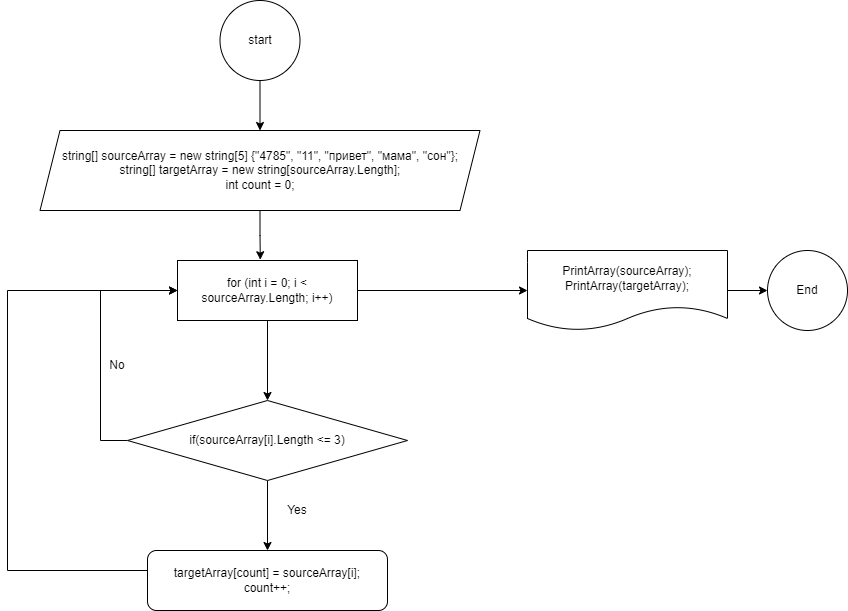 start
string[] sourceArray = new string[5] {"4785", "11", "привет", "мама", "сон"};
string[] targetArray = new string[sourceArray.Length];
int count = 0;
for (int i = 0; i <
sourceArray.Length; i++)
PrintArray(sourceArray);
PrintArray(targetArray);
End
No
if(sourceArray[i].Length <= 3)
Yes
targetArray[count] = sourceArray[i];
count++;